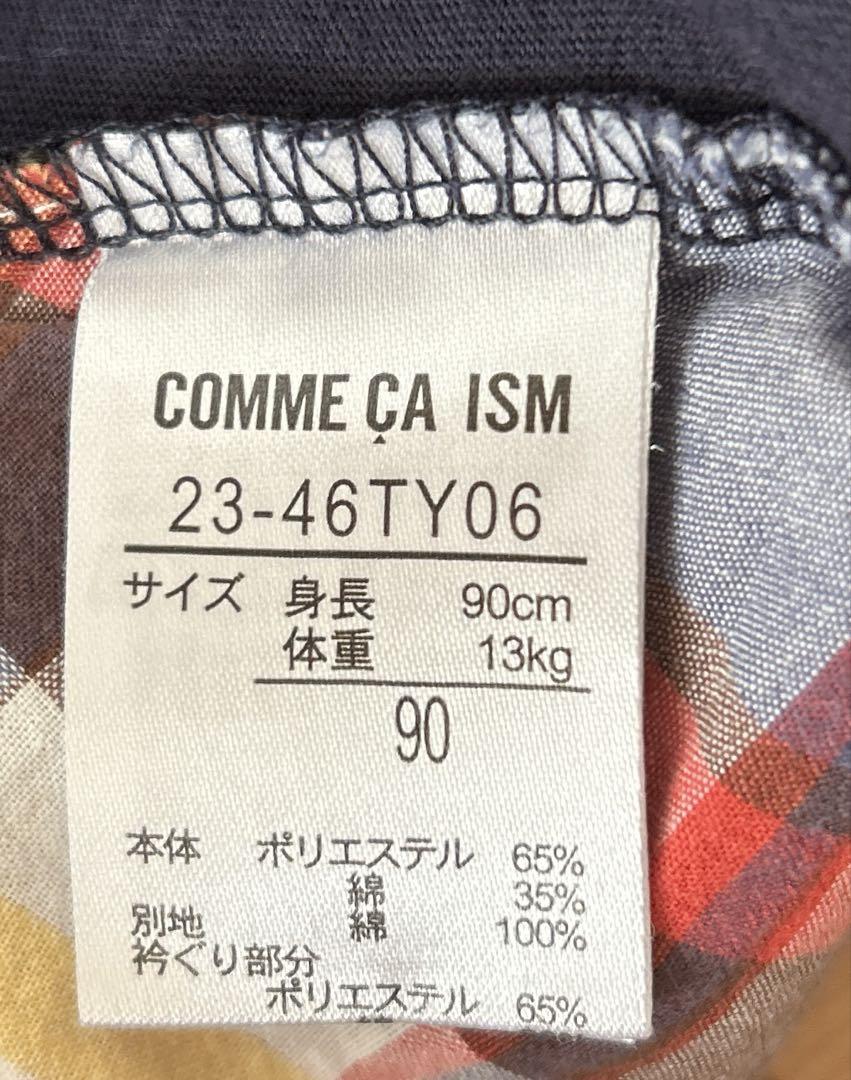 COMME ÇA ISM
23-46TY06
サイズ 身長 90cm
体重 13kg
90
本体 ポリエステル 65%
綿 35%
別地 綿 100%
衿ぐり部分
ポリエステル 65%